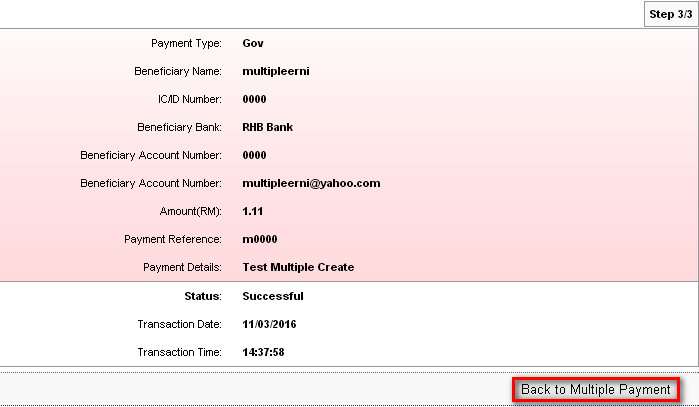 Step 3/3
Payment Type: Gov
Beneficiary Name: multipleerni
IC/ID Number: 0000
Beneficiary Bank: RHB Bank
Beneficiary Account Number: 0000
Beneficiary Account Number: multipleerni@yahoo.com
Amount(RM): 1.11
Payment Reference: m0000
Payment Details: Test Multiple Create
Status: Successful
Transaction Date: 11/03/2016
Transaction Time: 14:37:58
Back to Multiple Payment